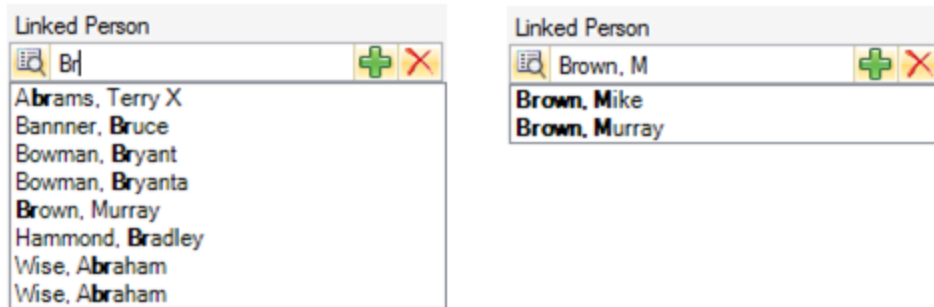 Linked Person
Br
Abrams, Terry X
Bannner, Bruce
Bowman, Bryant
Bowman, Bryanta
Brown, Murray
Hammond, Bradley
Wise, Abraham
Wise, Abraham
Linked Person
Brown, M
Brown, Mike
Brown, Murray